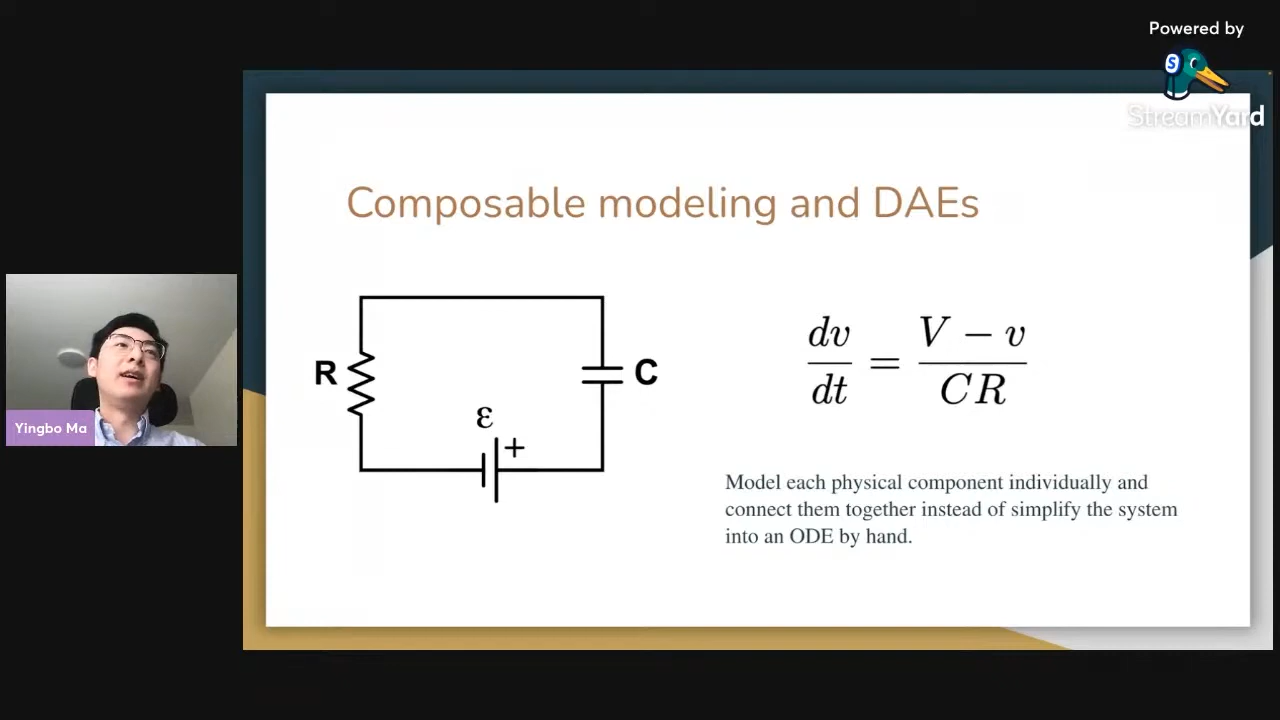 Powered by
S
StreamYard
Composable modeling and DAEs
R
C
ε
+
dv/dt = V − v/CR
Model each physical component individually and
connect them together instead of simplify the system
into an ODE by hand.
Yingbo Ma